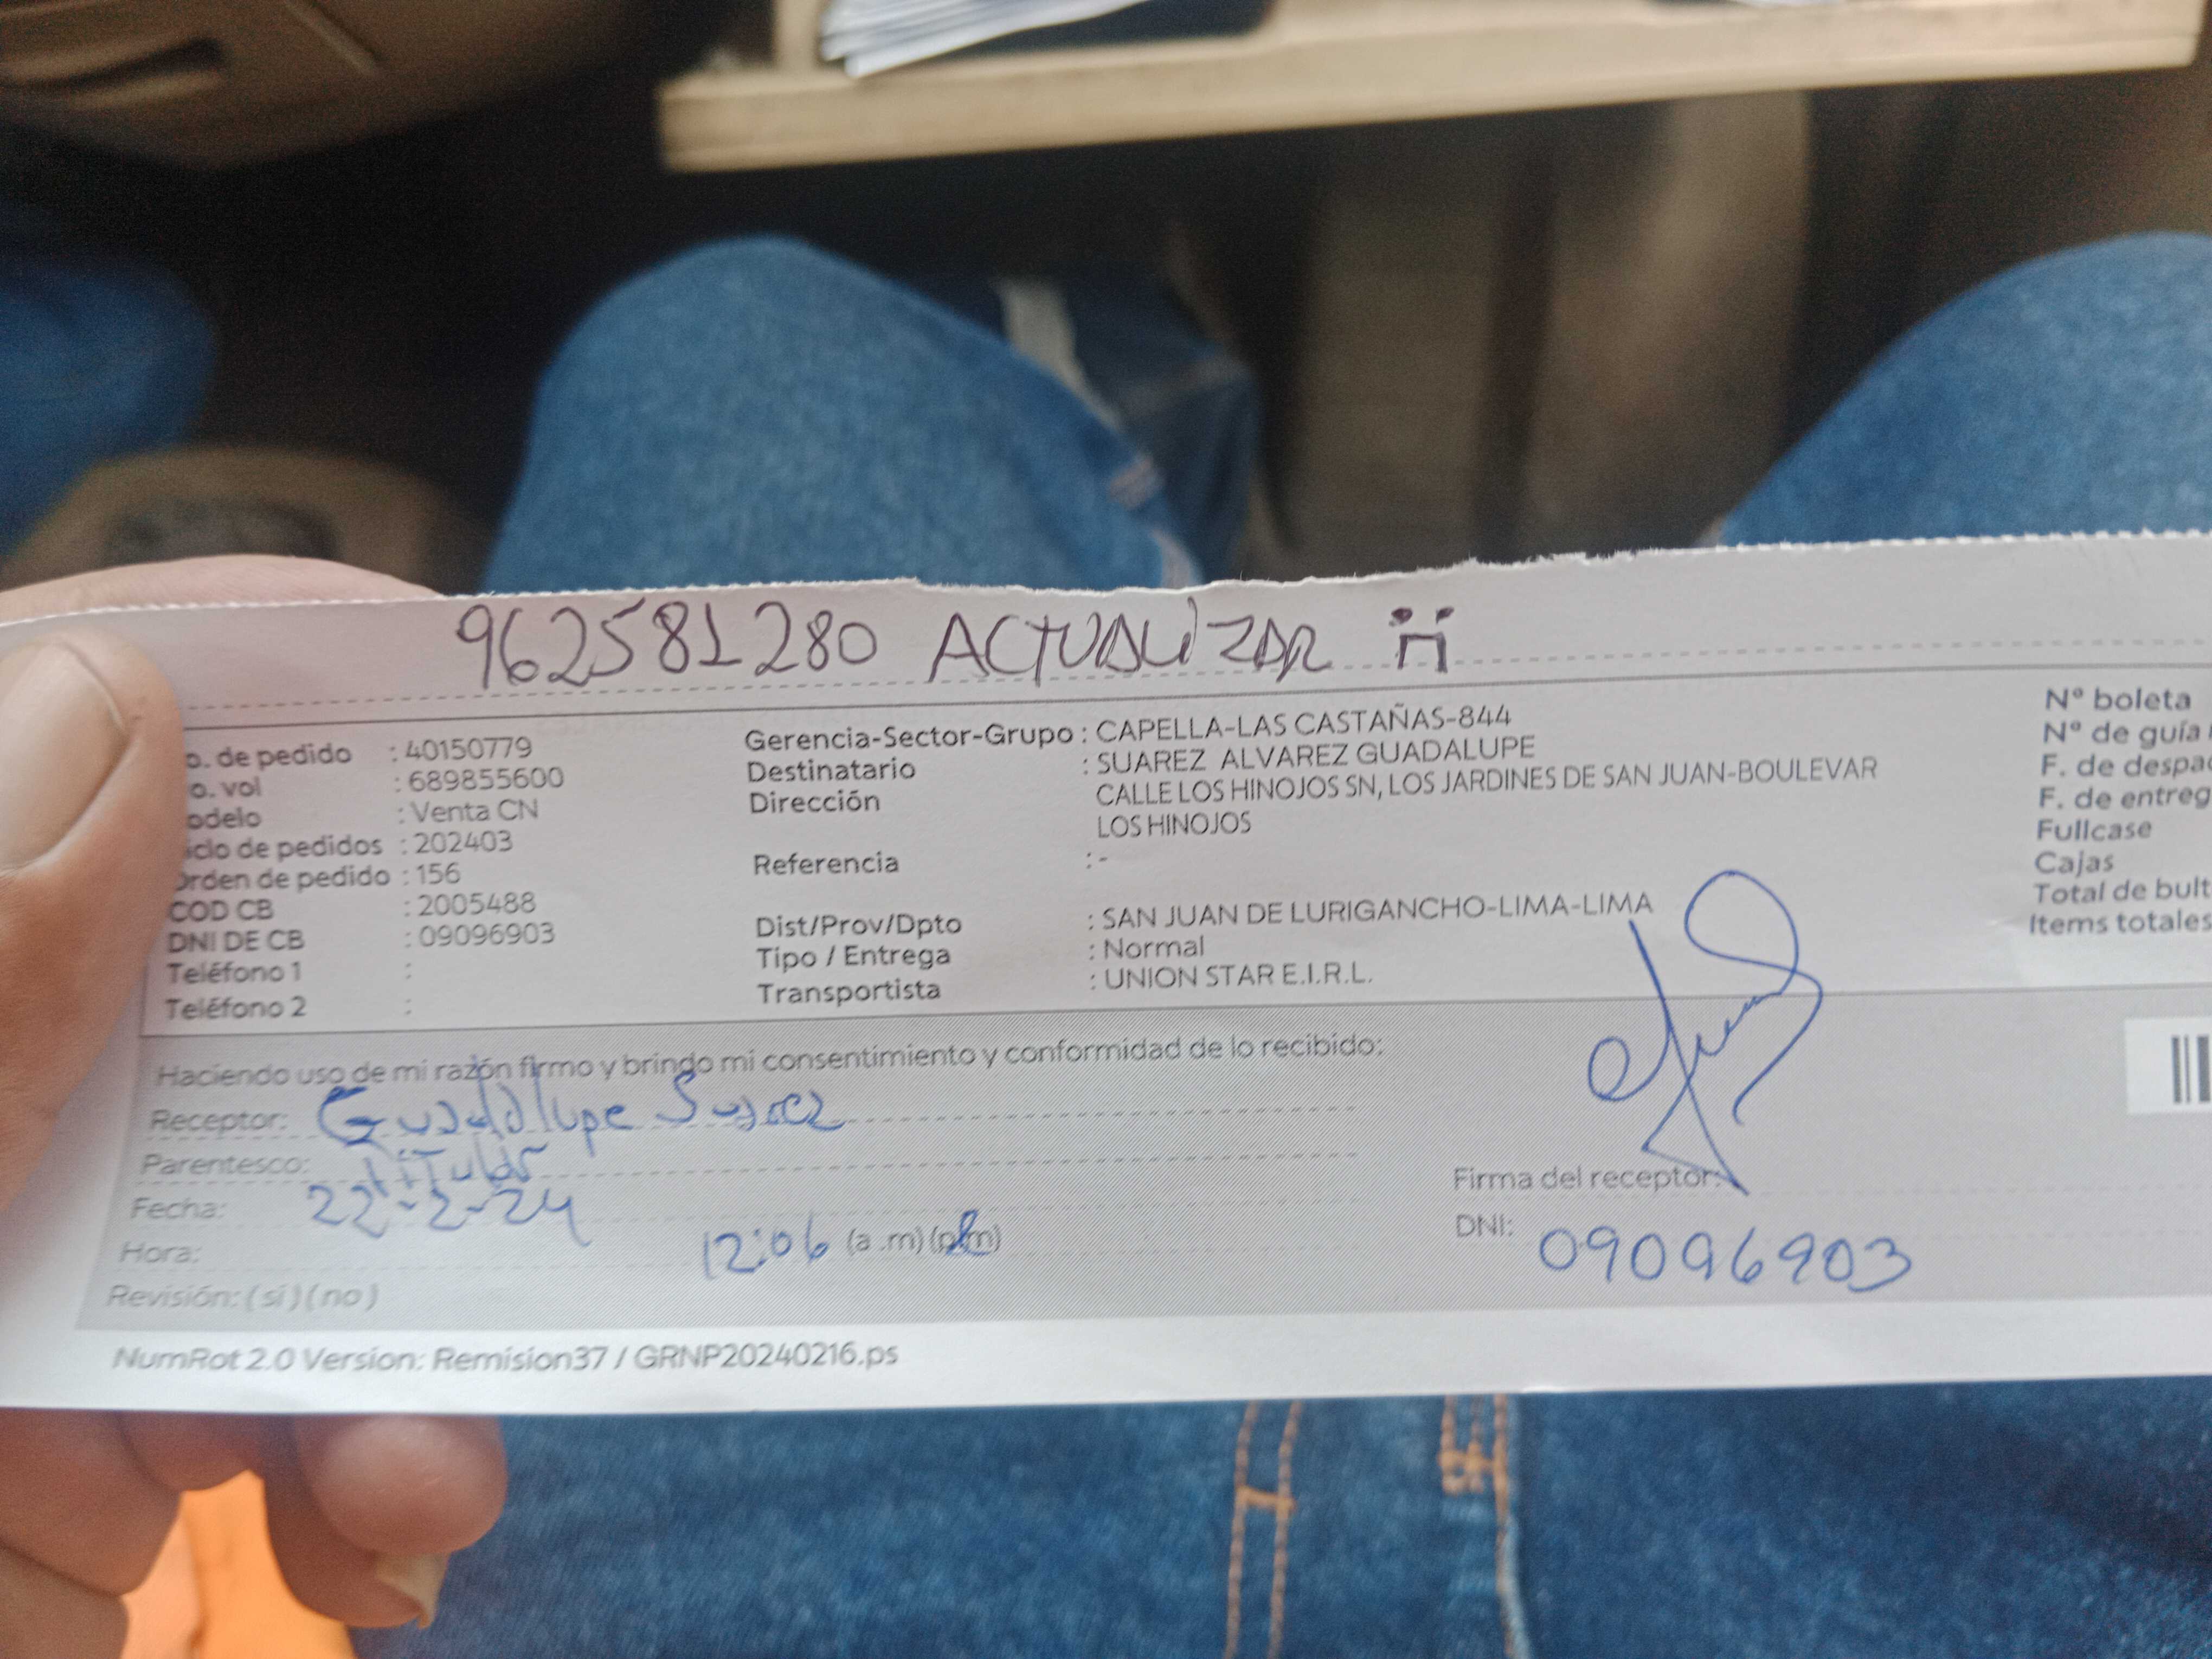 962581280 ACTUALIZAR
o. de pedido : 40150779
o. vol : 689855600
odelo : Venta CN
iclo de pedidos : 202403
Orden de pedido : 156
COD CB : 2005488
DNI DE CB : 09096903
Teléfono 1 :
Teléfono 2 :
Gerencia-Sector-Grupo : CAPELLA-LAS CASTAÑAS-844
Destinatario : SUAREZ ALVAREZ GUADALUPE
Dirección CALLE LOS HINOJOS SN, LOS JARDINES DE SAN JUAN-BOULEVAR
LOS HINOJOS
Referencia : -
Dist/Prov/Dpto : SAN JUAN DE LURIGANCHO-LIMA-LIMA
Tipo / Entrega : Normal
Transportista : UNION STAR E.I.R.L.
Nº boleta
Nº de guía
F. de despa
F. de entreg
Fullcase
Cajas
Total de bult
Items totales
Haciendo uso de mi razón firmo y brindo mi consentimiento y conformidad de lo recibido:
Receptor: Guadalupe Suarez
Parentesco: Titular
Fecha: 22-2-24
Hora: 12:06 (a .m) (p.m)
Revisión: ( si ) ( no )
Firma del receptor:
DNI: 09096903
NumRot 2.0 Version: Remision37 / GRNP20240216.ps